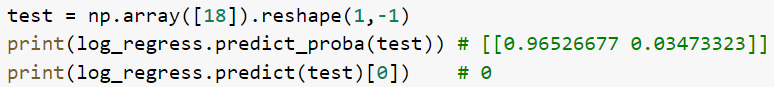 test = np.array([18]).reshape(1,-1)
print(log_regress.predict_proba(test)) # [[0.96526677 0.03473323]]
print(log_regress.predict(test)[0])    # 0